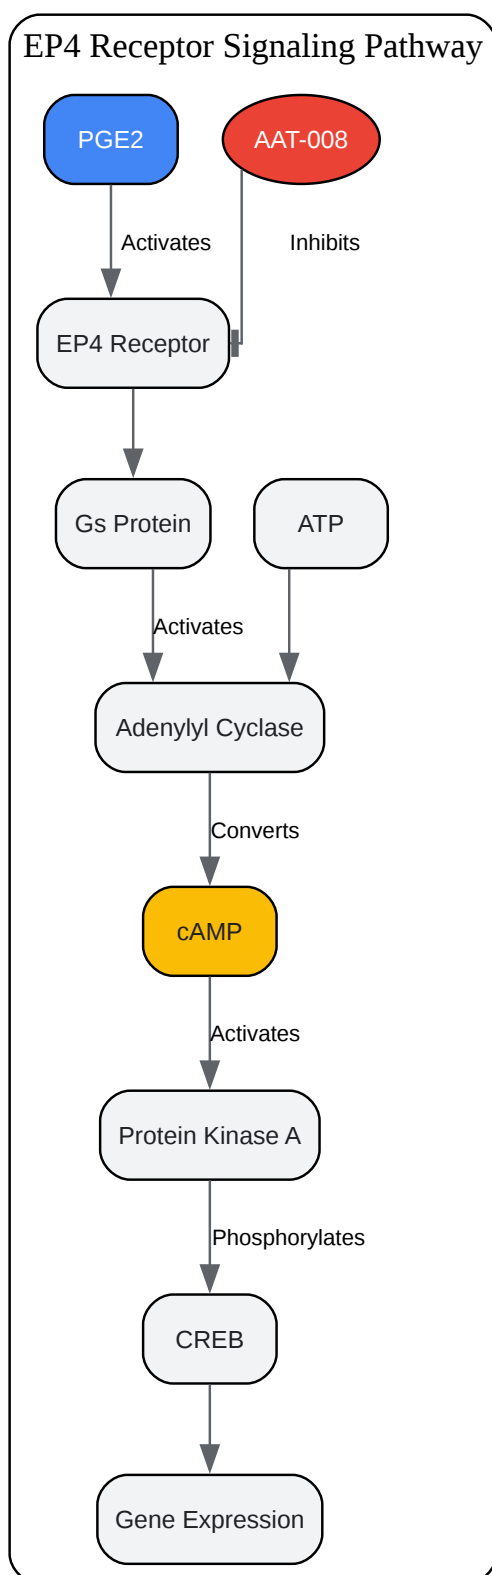 EP4 Receptor Signaling Pathway
PGE2
AAT-008
Activates
Inhibits
EP4 Receptor
Gs Protein
ATP
Activates
Adenylyl Cyclase
Converts
cAMP
Activates
Protein Kinase A
Phosphorylates
CREB
Gene Expression